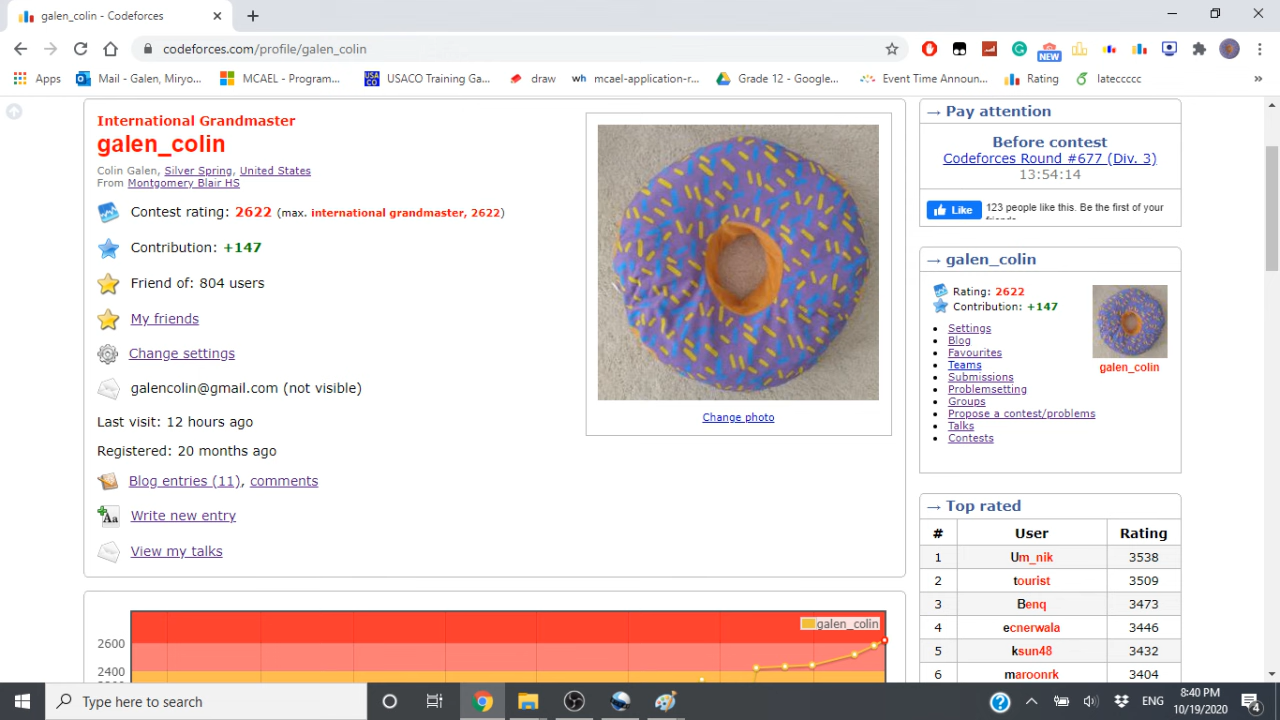 galen_colin - Codeforces
codeforces.com/profile/galen_colin
NEW
Apps
Mail - Galen, Miryo...
MCAEL - Program...
USACO Training Ga...
draw
wh mcael-application-r...
Grade 12 - Google...
Event Time Announ...
Rating
lateccccc
»
International Grandmaster
galen_colin
Colin Galen, Silver Spring, United States
From Montgomery Blair HS
Contest rating: 2622 (max. international grandmaster, 2622)
Contribution: +147
Friend of: 804 users
My friends
Change settings
galencolin@gmail.com (not visible)
Last visit: 12 hours ago
Registered: 20 months ago
Blog entries (11), comments
Write new entry
View my talks
Change photo
→ Pay attention
Before contest
Codeforces Round #677 (Div. 3)
13:54:14
Like
123 people like this. Be the first of your
→ galen_colin
Rating: 2622
Contribution: +147
Settings
Blog
Favourites
Teams
Submissions
Problemsetting
Groups
Propose a contest/problems
Talks
Contests
galen_colin
→ Top rated
# User Rating
1 Um_nik 3538
2 tourist 3509
3 Benq 3473
4 ecnerwala 3446
5 ksun48 3432
6 maroonrk 3404
galen_colin
2600
2400
Type here to search
ENG
8:40 PM
10/19/2020
4